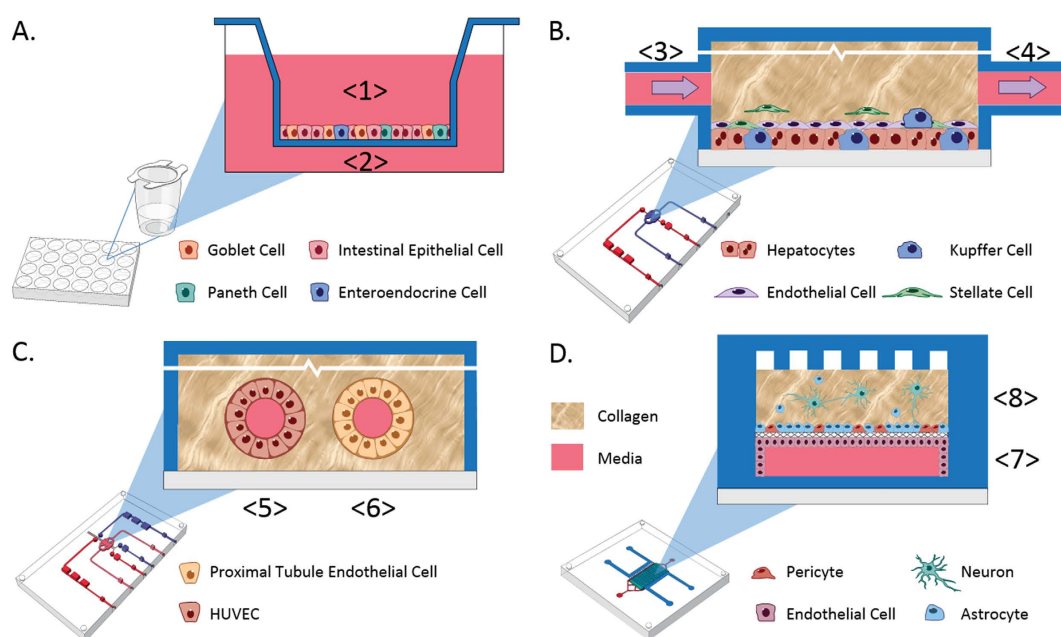 A.
<1>
<2>
Goblet Cell
Intestinal Epithelial Cell
Paneth Cell
Enteroendocrine Cell
B.
<3>
<4>
Hepatocytes
Kupffer Cell
Endothelial Cell
Stellate Cell
C.
<5>
<6>
Proximal Tubule Endothelial Cell
HUVEC
D.
<8>
<7>
Collagen
Media
Pericyte
Neuron
Endothelial Cell
Astrocyte